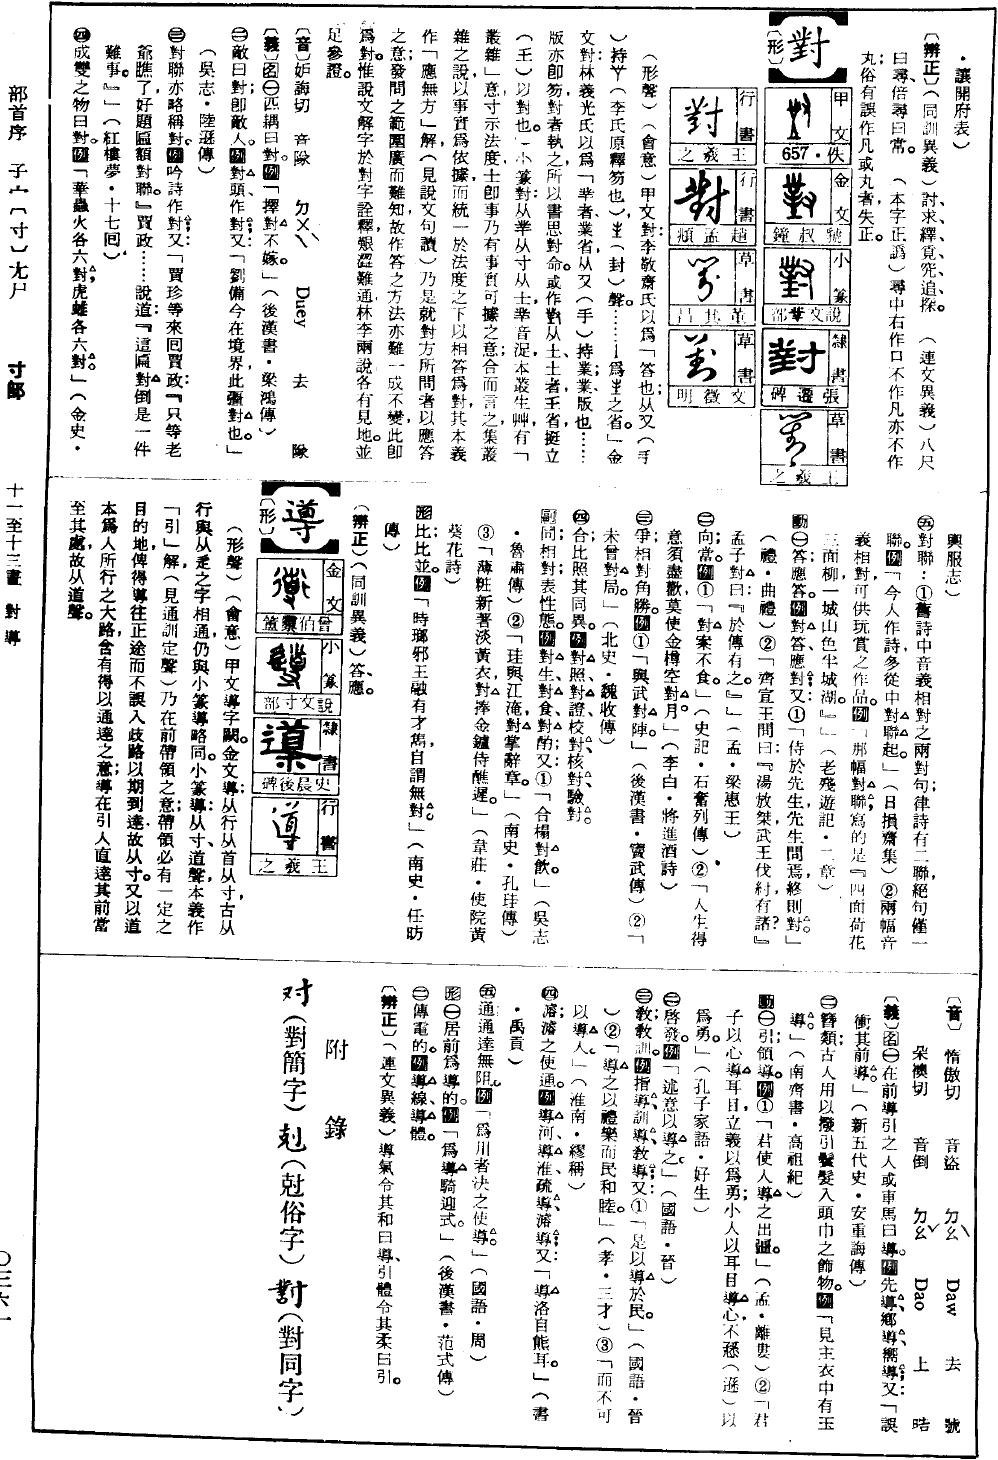 ・讓開府表）
〔辨正〕（同訓異義）討、求、繹、覓、究、追、探。　（連文異義）八尺
曰尋、倍尋曰常。　（本字正譌）尋中右作口不作凡亦不作
丸、俗有誤作凡或丸者失正。
對
〔形〕
甲文　佚・657
金文　虢叔鐘
小篆　說文丵部
隸書　張遷碑
草書　王羲之
行書　王羲之
行書　趙孟頫
草書　董其昌
草書　文徵明
（形聲）（會意）甲文對、李敬齋氏以為「答也、从又（手
）持丫（李氏原釋笏也）、𡉚（封）聲。……丨為𡉚之省」金
文對、林義光氏以為「丵者業省、从又（手）持業、業、版也……
版亦卽笏、對者執之所以書思對命、或作對、从土、土者王省、挺立
（王）以對也。」小篆對、从丵从寸从士、丵音浞、本叢生艸、有「
叢雜」意、寸示法度、士卽事、乃有事實可據之意、合而言之集叢
雜之說、以事實為依據、而統一於法度之下以相答為對、其本義
作「應無方」解（見說文句讀）、乃是就對方所問者以應答
之意、發問之範圍廣而難知、故作答之方法亦難一成不變、此卽
為對。惟說文解字於對字詮釋艱澀難通、林李兩說各有見地、並
足參證。
〔音〕妒誨切　音隊　ㄉㄨㄟˋ　Duey　去　隊
〔義〕名㊀匹耦曰對。例「擇對不嫁。」（後漢書・梁鴻傳）
㊁敵曰對、卽敵人。例對頭、作對；又：「劉備今在境界、此彊對也。」
（吳志・陸遜傳）
㊂對聯亦略稱對。例吟詩作對；又：「賈珍等來回賈政：『只等老
爺瞧了、好題匾額對聯。』賈政……說道：『這匾對倒是一件
難事。』」（紅樓夢・十七回）
㊃成雙之物曰對。例「華蟲火各六對、虎蜼各六對。」（金史・
輿服志）
㊄對聯：①舊詩中音義相對之兩對句、律詩有二聯、絕句僅一
聯。例「今人作詩、多從中對聯起。」（日損齋集）②兩幅音
義相對可供玩賞之作品。例「那幅對聯寫的是：『四面荷花
三面柳、一城山色半城湖。』」（老殘遊記・二章）
動㊀答應、答。例對答、應對；又：①「侍於先生、先生問焉、終則對。」
（禮・曲禮）②「齊宣王問曰：『湯放桀、武王伐紂、有諸？』
孟子對曰：『於傳有之。』」（孟・梁惠王）
㊁向、當。例①「對案不食。」（史記・石奮列傳）②「人生得
意須盡歡、莫使金樽空對月。」（李白・將進酒詩）
㊂爭、相對角勝。例①「與武對陣。」（後漢書・竇武傳）②「
未曾對局。」（北史・魏收傳）
㊃合、比照其同異。例對照、對證、校對、核對、驗對。
副同、相對、表性態。例對生、對食、對酌；又：①「合榻對飲。」（吳志
・魯肅傳）②「珪與江淹對掌辭章。」（南史・孔珪傳）
③「薄粧新著淡黃衣、對捧金爐侍醮遲。」（韋莊・使院黃
葵花詩）
形比、比並。例「時瑯邪王融有才雋、自謂無對。」（南史・任昉
傳）
〔辨正〕（同訓異義）答、應。
導
〔形〕
金文　曾伯簠
小篆　說文寸部
隸書　史晨後碑
行書　王羲之
（形聲）（會意）甲文導字闕。金文導、从行从首从寸、古从
行與从辵之字相通、仍與小篆導略同。小篆導：从寸、道聲、本義作
「引」解（見通訓定聲）、乃在前帶領之意；帶領必有一定之
目的地、俾得導往正途而不誤入歧路、以期到達、故从寸。又以道
本為人所行之大路、含有得以通達之意；導在引人直達其前當
至其處、故从道聲。
〔音〕　惰傲切　音盜　ㄉㄠˋ　Daw　去　號
朵襖切　音倒　ㄉㄠˇ　Dao　上　晧
〔義〕名㊀在前導引之人或車馬曰導。例先導、鄉導、嚮導；又：「誤
衝其前導。」（新五代史・安重誨傳）
㊁簪類、古人用以撥引鬢髮入頭巾之飾物。例「見主衣中有玉
導。」（南齊書・高祖紀）
動㊀引、領導。例①「君使人導之出疆。」（孟・離婁）②「君
子以心導耳目、立義以為勇；小人以耳目導心、不愻（遜）以
為勇。」（孔子家語・好生）
㊁啓發。例「述意以導之。」（國語・晉）
㊂敎、敎訓。例指導、訓導、敎導；又：①「足以導於民。」（國語・晉
）②「導之以禮樂而民和睦。」（孝・三才）③「而不可
以導人。」（淮南・繆稱）
㊃濬、濬之使通。例導河、導淮、疏導、濬導；又：「導洛自熊耳。」（書
・禹貢）
㊄通、通達無阻。例「為川者決之使導。」（國語・周）
形㊀居前為導的。例「為導騎迎式。」（後漢書・范式傳）
㊁傳電的。例導線、導體。
〔辨正〕（連文異義）導氣令其和曰導、引體令其柔曰引。
附　錄
对（對簡字）尅（尅俗字）對（對同字）
部首序　子宀〔寸〕尢尸　寸部　十一至十三畫　對導
〇三六一